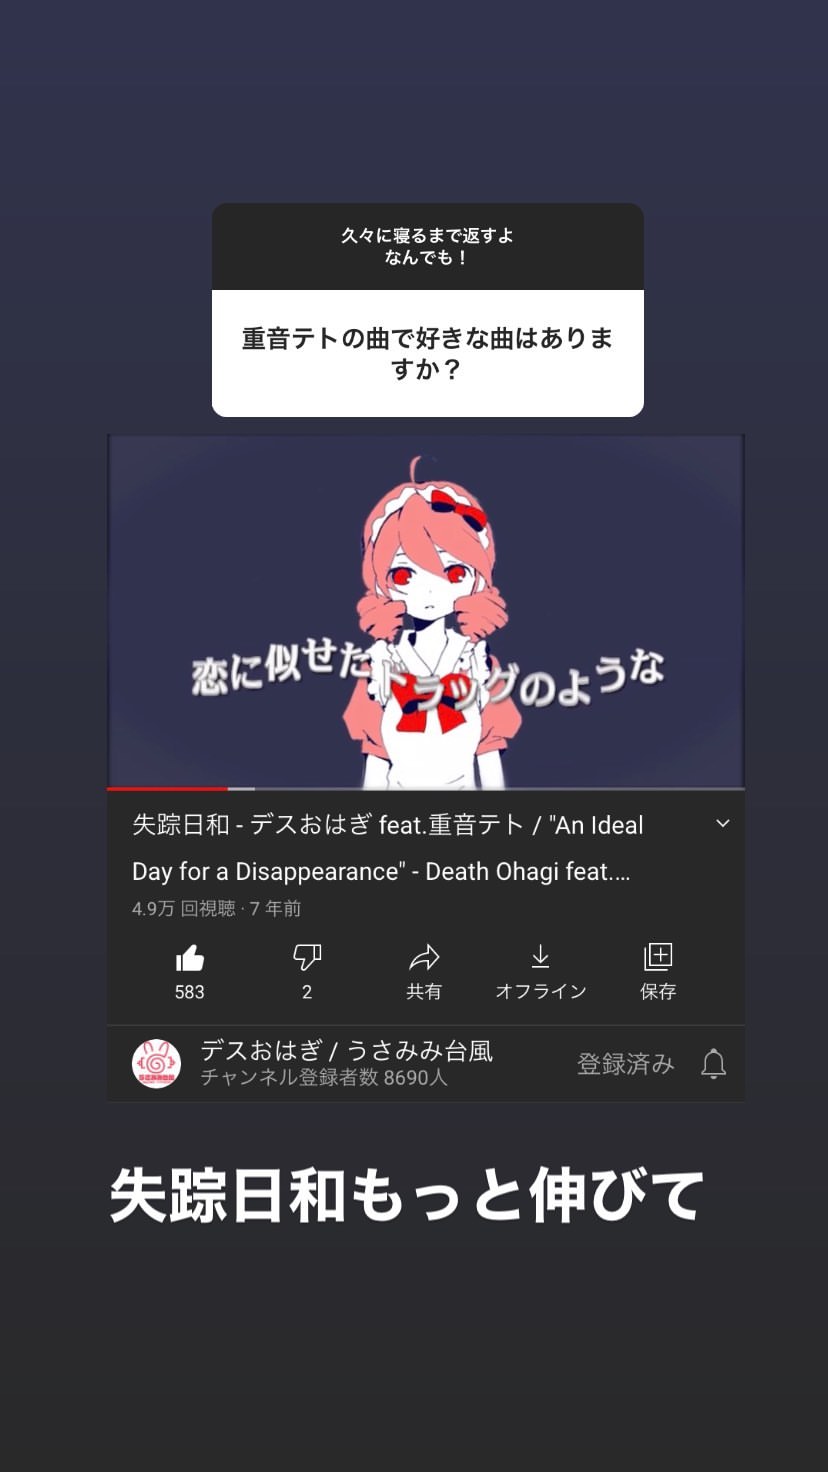 久々に寝るまで返すよ
なんでも！
重音テトの曲で好きな曲はありま
すか？
恋に似せたドラッグのような
失踪日和 - デスおはぎ feat.重音テト / "An Ideal
Day for a Disappearance" - Death Ohagi feat.…
4.9万 回視聴 · 7 年前
583
2
共有
オフライン
保存
デスおはぎ / うさみみ台風
チャンネル登録者数 8690人
登録済み
失踪日和もっと伸びて